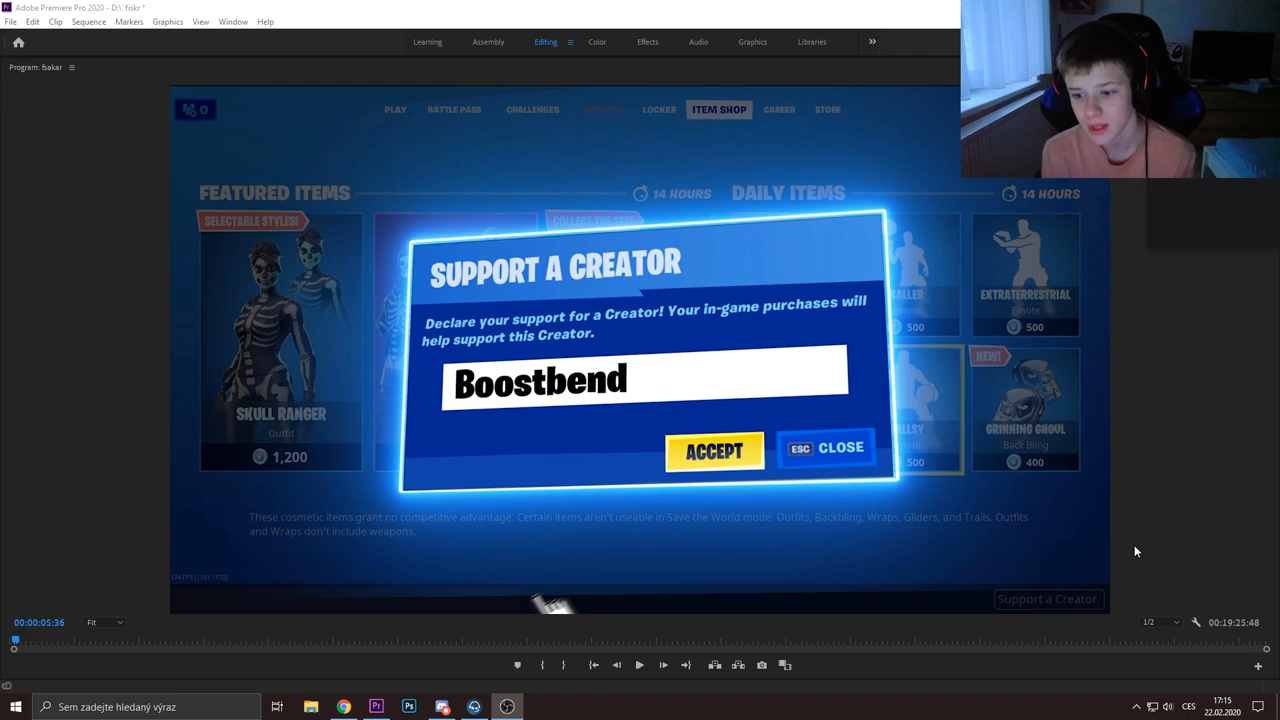 Adobe Premiere Pro 2020 - D:\¨fiskr *
File Edit Clip Sequence Markers Graphics View Window Help
Learning Assembly Editing Color Effects Audio Graphics Libraries
Program: fsakar
0 PLAY BATTLE PASS CHALLENGES LOCKER ITEM SHOP CAREER STORE
FEATURED ITEMS 14 HOURS DAILY ITEMS 14 HOURS
SELECTABLE STYLES! COLLECT THE SET!
SUPPORT A CREATOR
Declare your support for a Creator! Your in-game purchases will
help support this Creator.
Boostbend
ACCEPT ESC CLOSE
SKULL RANGER
Outfit
1,200
EXTRATERRESTRIAL
Emote
500
500
NEW!
GRINNING GHOUL
Back Bling
400
500
These cosmetic items grant no competitive advantage. Certain items aren't useable in Save the World mode: Outfits, Backbling, Wraps, Gliders, and Trails. Outfits
and Wraps don't include weapons.
Support a Creator
00:00:05:36 Fit 1/2 00:19:25:48
Sem zadejte hledaný výraz
CES
17:15
22.02.2020